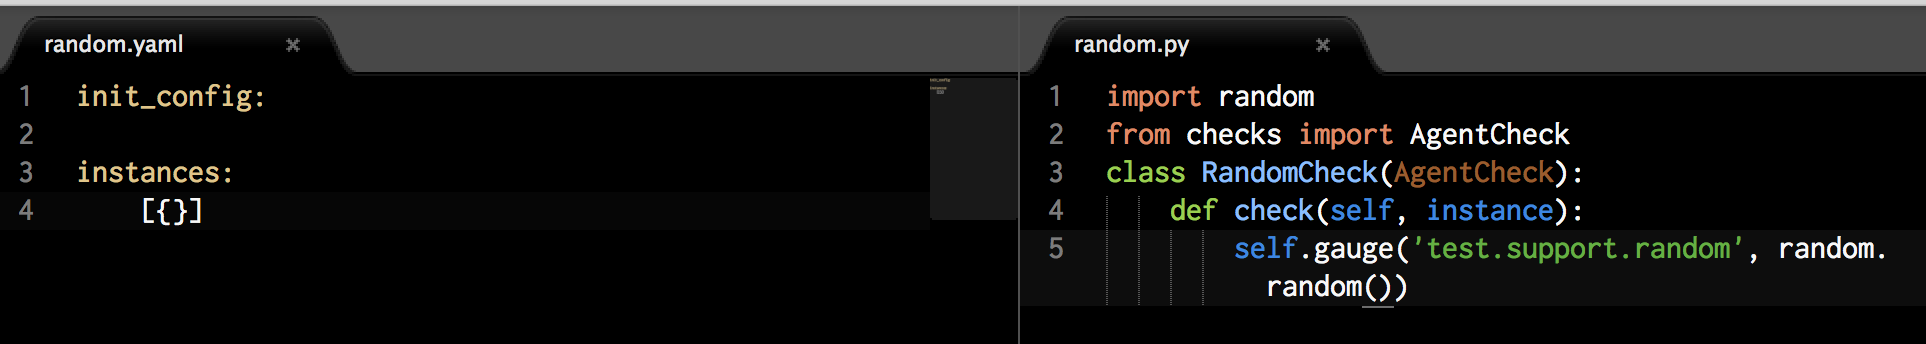 random.yaml
1 init_config:
2
3 instances:
4 [{}]
random.py
1 import random
2 from checks import AgentCheck
3 class RandomCheck(AgentCheck):
4 def check(self, instance):
5 self.gauge('test.support.random', random.
random())